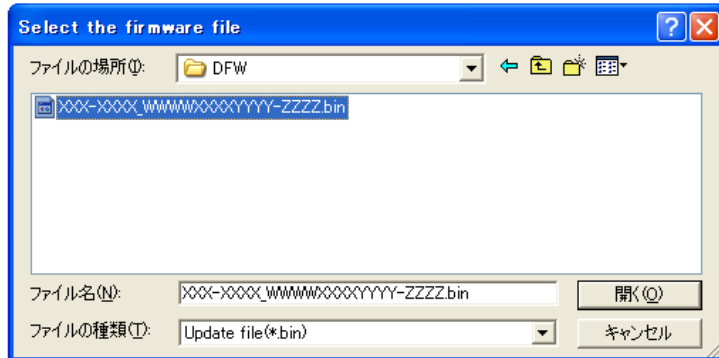 Select the firmware file
ファイルの場所(I): DFW
XXX-XXXX_WWWWXXXXYYYY-ZZZZ.bin
ファイル名(N): XXX-XXXX_WWWWXXXXYYYY-ZZZZ.bin 開く(O)
ファイルの種類(T): Update file(*.bin) キャンセル